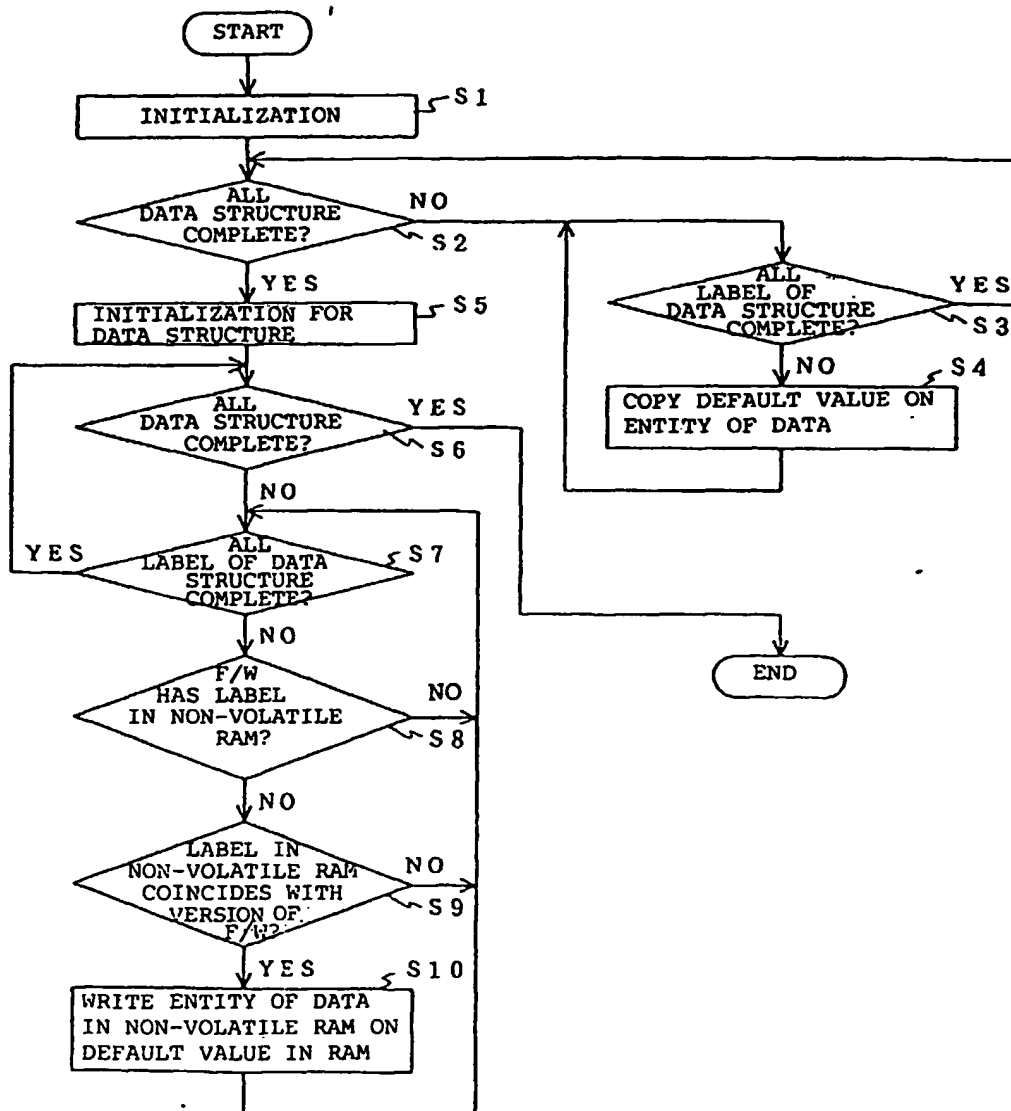 START
INITIALIZATION
S1
ALL
DATA STRUCTURE
COMPLETE?
NO
S2
YES
ALL
LABEL OF
DATA STRUCTURE
COMPLETE?
YES
S3
INITIALIZATION FOR
DATA STRUCTURE
S5
NO
S4
COPY DEFAULT VALUE ON
ENTITY OF DATA
ALL
DATA STRUCTURE
COMPLETE?
YES
S6
NO
YES
ALL
LABEL OF DATA
STRUCTURE
COMPLETE?
S7
NO
F/W
HAS LABEL
IN NON-VOLATILE
RAM?
NO
S8
END
NO
LABEL IN
NON-VOLATILE RAM
COINCIDES WITH
VERSION OF
F/W?
NO
S9
YES
S10
WRITE ENTITY OF DATA
IN NON-VOLATILE RAM ON
DEFAULT VALUE IN RAM